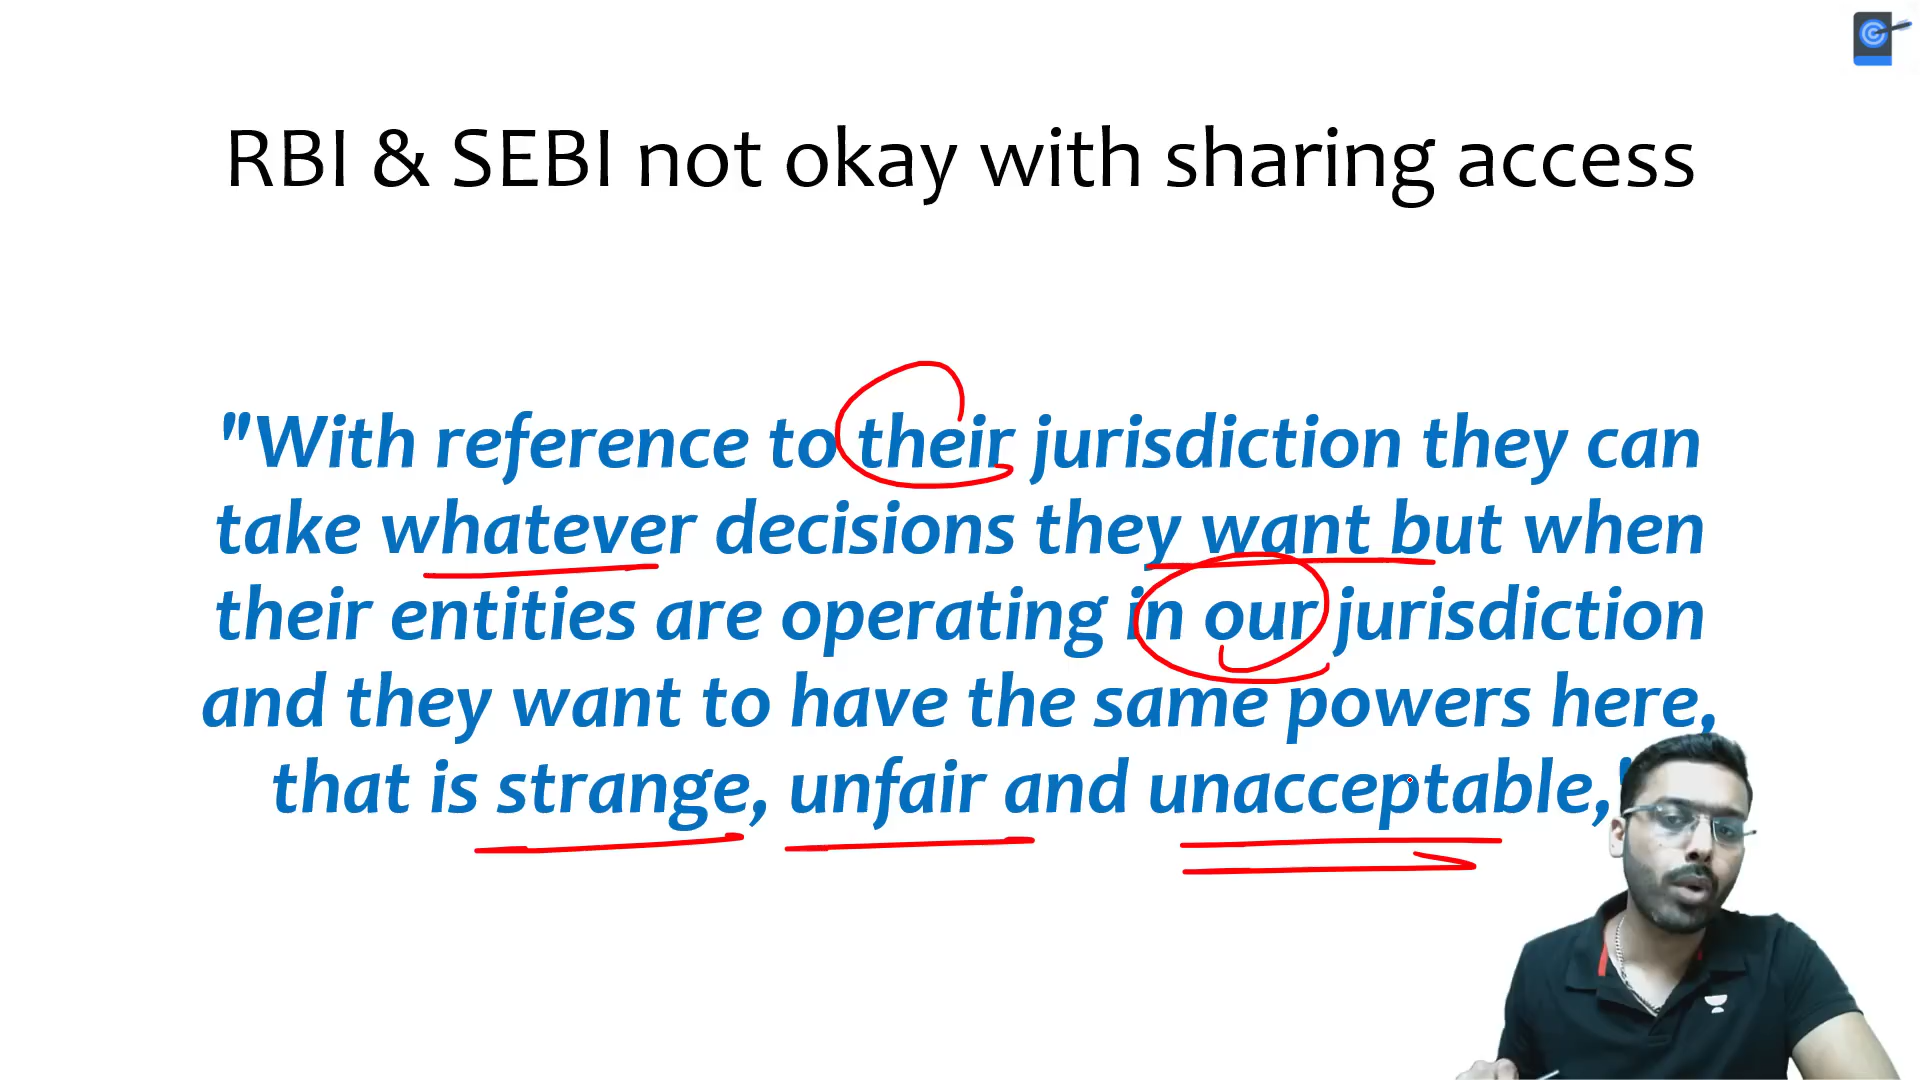 RBI & SEBI not okay with sharing access
"With reference to their jurisdiction they can
take whatever decisions they want but when
their entities are operating in our jurisdiction
and they want to have the same powers here,
that is strange, unfair and unacceptable,"